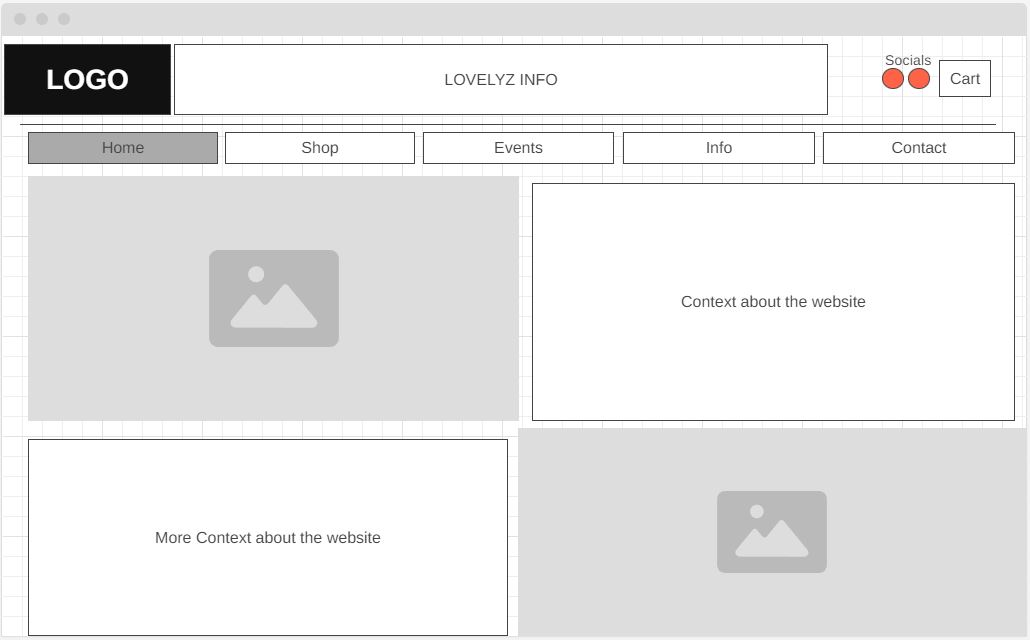 LOGO
LOVELYZ INFO
Socials
Cart
Home
Shop
Events
Info
Contact
Context about the website
More Context about the website